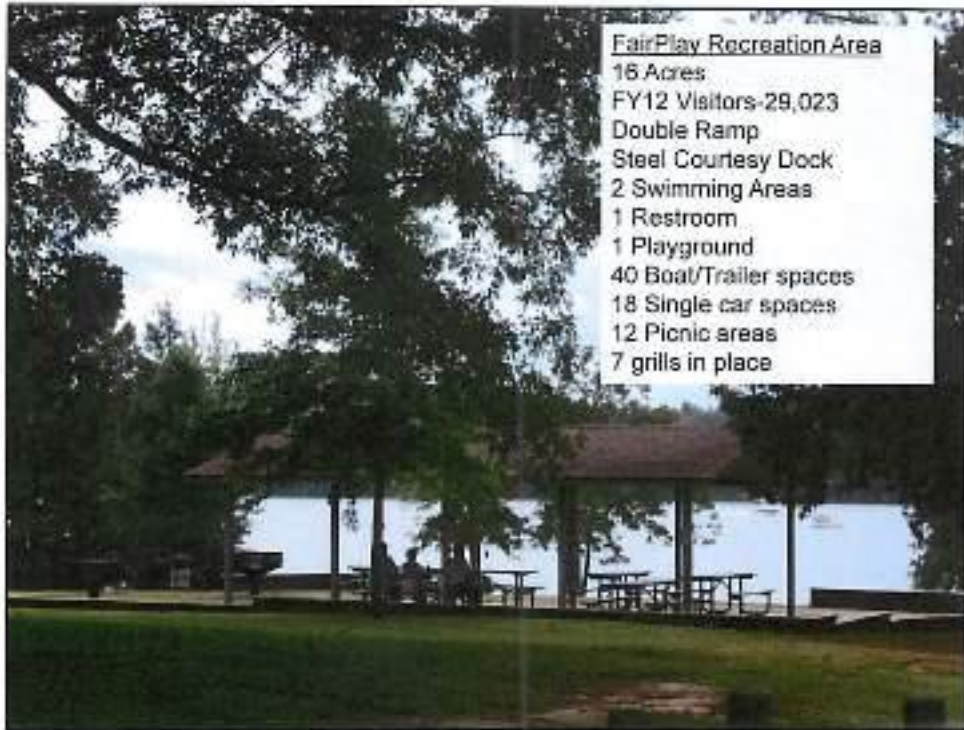 FairPlay Recreation Area
16 Acres
FY12 Visitors-29,023
Double Ramp
Steel Courtesy Dock
2 Swimming Areas
1 Restroom
1 Playground
40 Boat/Trailer spaces
18 Single car spaces
12 Picnic areas
7 grills in place